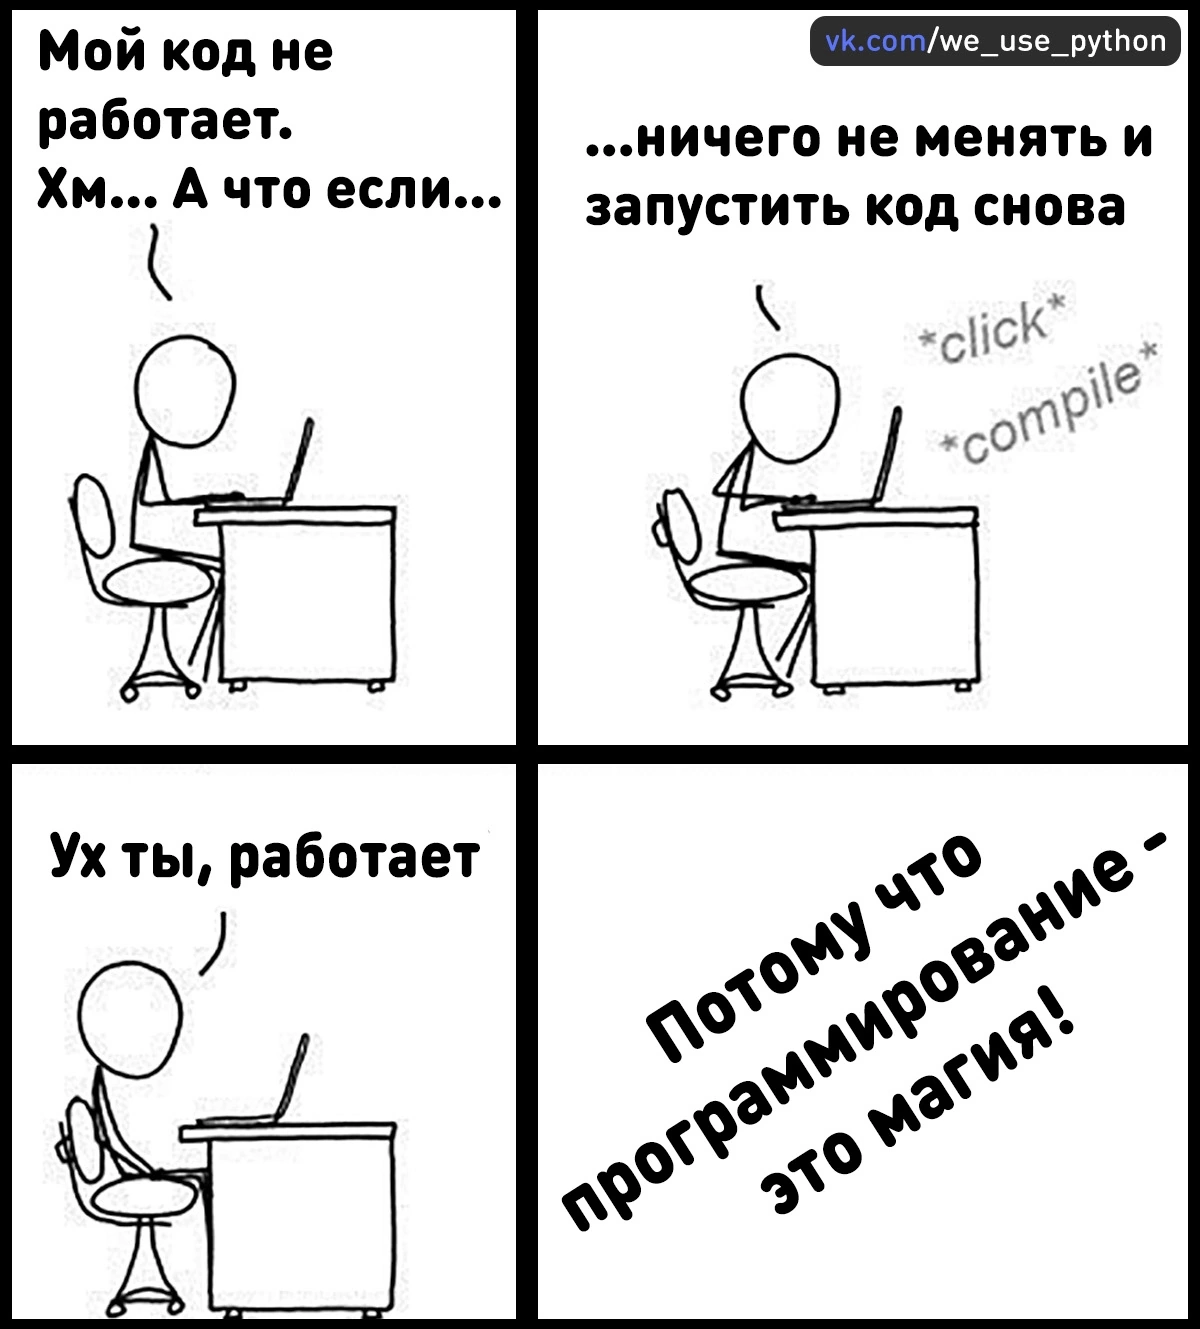 Мой код не
работает.
Хм... А что если...
vk.com/we_use_python
...ничего не менять и
запустить код снова
*click*
*compile*
Ух ты, работает
Потому что
программирование -
это магия!